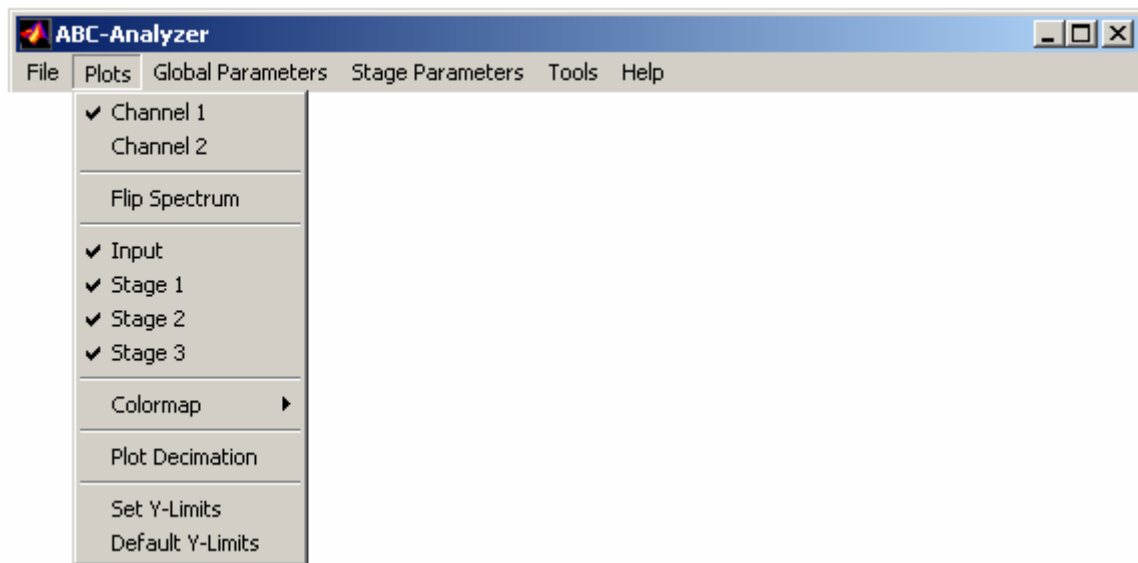 ABC-Analyzer
File Plots Global Parameters Stage Parameters Tools Help
Channel 1
Channel 2
Flip Spectrum
Input
Stage 1
Stage 2
Stage 3
Colormap
Plot Decimation
Set Y-Limits
Default Y-Limits